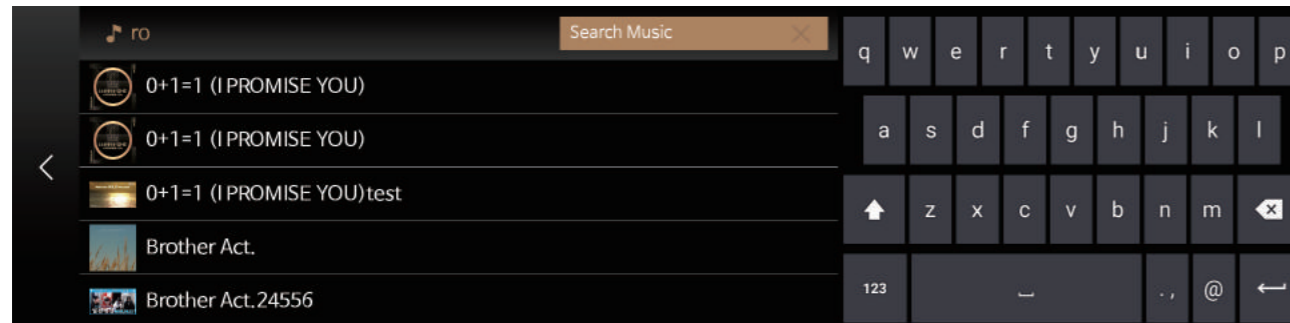 ro
Search Music
0+1=1 (I PROMISE YOU)
0+1=1 (I PROMISE YOU)
0+1=1 (I PROMISE YOU)test
Brother Act.
Brother Act.24556
q w e r t y u i o p
a s d f g h j k l
z x c v b n m
123 ., @